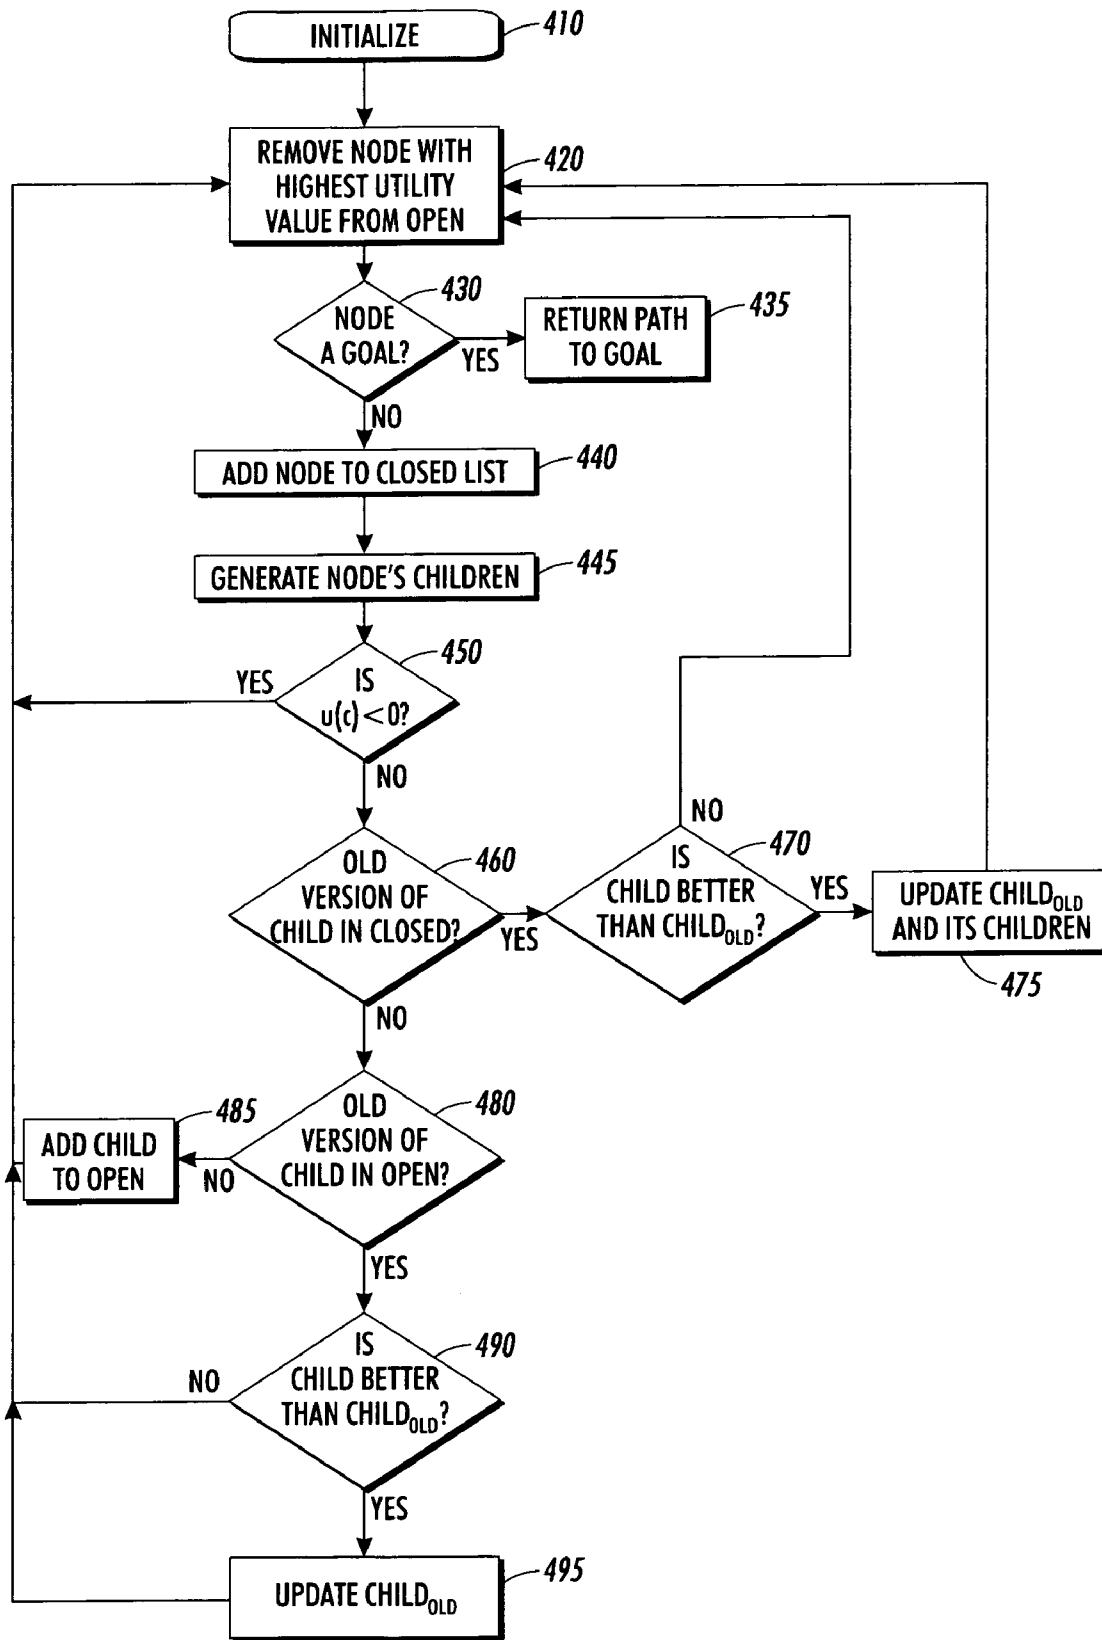 INITIALIZE
410
REMOVE NODE WITH
HIGHEST UTILITY
VALUE FROM OPEN
420
NODE
A GOAL?
430
YES
RETURN PATH
TO GOAL
435
NO
ADD NODE TO CLOSED LIST
440
GENERATE NODE'S CHILDREN
445
IS
u(c) < 0?
450
YES
NO
OLD
VERSION OF
CHILD IN CLOSED?
460
YES
IS
CHILD BETTER
THAN CHILD_OLD?
470
NO
YES
UPDATE CHILD_OLD
AND ITS CHILDREN
475
NO
OLD
VERSION OF
CHILD IN OPEN?
480
NO
ADD CHILD
TO OPEN
485
YES
IS
CHILD BETTER
THAN CHILD_OLD?
490
NO
YES
UPDATE CHILD_OLD
495